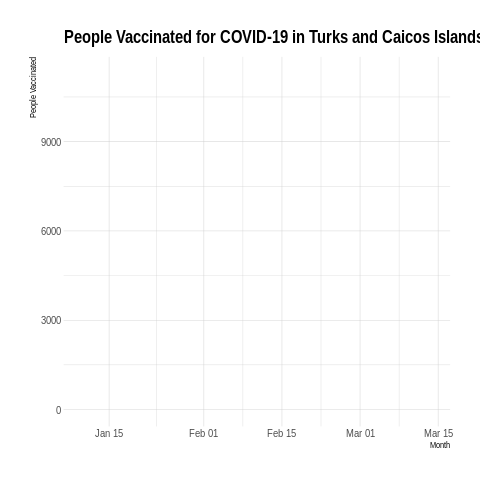 People Vaccinated for COVID-19 in Turks and Caicos Islands
People Vaccinated
9000
6000
3000
0
Jan 15 Feb 01 Feb 15 Mar 01 Mar 15
Month